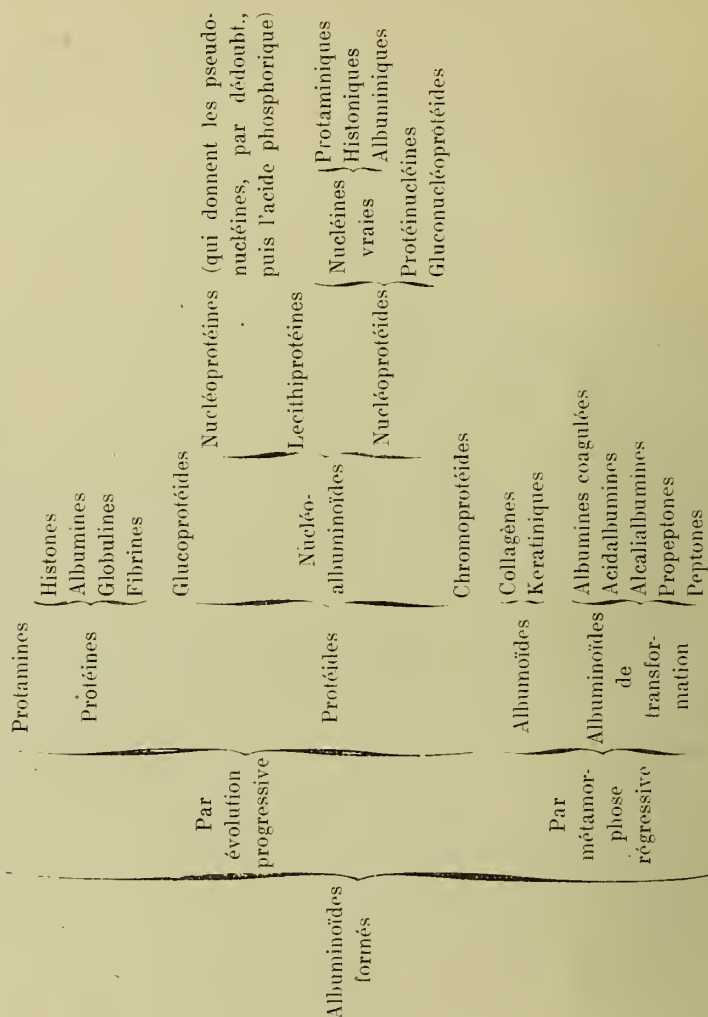 Albuminoïdes
formés
Par
évolution
progressive
Protamines
Protéines
Histones
Albumines
Globulines
Fibrines
Protéides
Glucoprotéides
Nucléo-
albuminoïdes
Nucléoprotéines (qui donnent les pseudo-
nucléines, par dédoubt.,
puis l'acide phosphorique)
Lecithiprotéines
Nucléoprotéides
Nucléines
vraies
Protaminiques
Histoniques
Albuminiques
Protéinucléines
Gluconucléoprotéides
Chromoprotéides
Par
métamor-
phose
régressive
Albumoïdes
Collagènes
Keratiniques
Albuminoïdes
de
transfor-
mation
Albumines coagulées
Acidalbumines
Alcalialbumines
Propeptones
Peptones